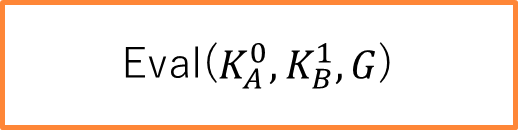 Eval(𝐾_𝐴^0, 𝐾_𝐵^1, 𝐺)